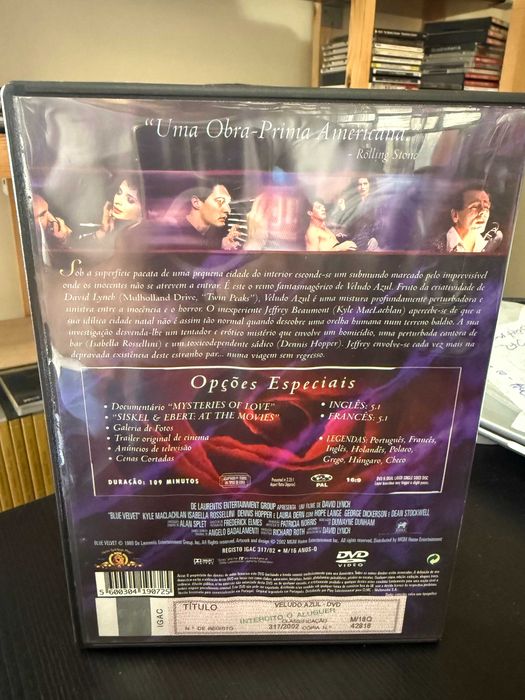 "Uma Obra-Prima Americana
- Rolling Stone
Sob a superfície pacata de uma pequena cidade do interior esconde-se um submundo marcado pelo imprevisível
onde os inocentes não se atrevem a entrar. É este o reino fantasmagórico de Veludo Azul. Fruto da criatividade de
David Lynch (Mulholland Drive, "Twin Peaks"), Veludo Azul é uma mistura profundamente perturbadora e
sinistra entre a inocência e o horror. O inexperiente Jeffrey Beaumont (Kyle MacLachlan) apercebe-se de que a
sua idílica cidade natal não é assim tão normal quando descobre uma orelha humana num terreno baldio. A sua
investigação desvenda-lhe um tentador e erótico mistério que envolve um homicídio, uma perturbada cantora de
bar (Isabella Rossellini) e um toxicodependente sádico (Dennis Hopper). Jeffrey envolve-se cada vez mais na
depravada existência deste estranho par... numa viagem sem regresso.
Opções Especiais
• Documentário "MYSTERIES OF LOVE"
• "SISKEL & EBERT: AT THE MOVIES"
• Galeria de Fotos
• Trailer original de cinema
• Anúncios de televisão
• Cenas Cortadas
• INGLÊS: 5.1
• FRANCÊS: 5.1
• LEGENDAS: Português, Francês,
Inglês, Holandês, Polaco,
Grego, Húngaro, Checo
DURAÇÃO: 109 MINUTOS
PAL
16:9
DE LAURENTIIS ENTERTAINMENT GROUP APRESENTA UM FILME DE DAVID LYNCH
"BLUE VELVET" KYLE MACLACHLAN ISABELLA ROSSELLINI DENNIS HOPPER E LAURA DERN COM HOPE LANGE GEORGE DICKERSON E DEAN STOCKWELL
ALAN SPLET FREDERICK ELMES PATRICIA NORRIS DUWAYNE DUNHAM
ANGELO BADALAMENTI RICHARD ROTH DAVID LYNCH
REGISTO IGAC 317/02 • M/16 ANOS-Q
DVD
VIDEO
5 600304 190725
IGAC
TÍTULO VELUDO AZUL - DVD
INTERDITO O ALUGUER
CLASSIFICAÇÃO M/16Q
N.º DE REGISTO 317/2002 CÓPIA N.º 42818